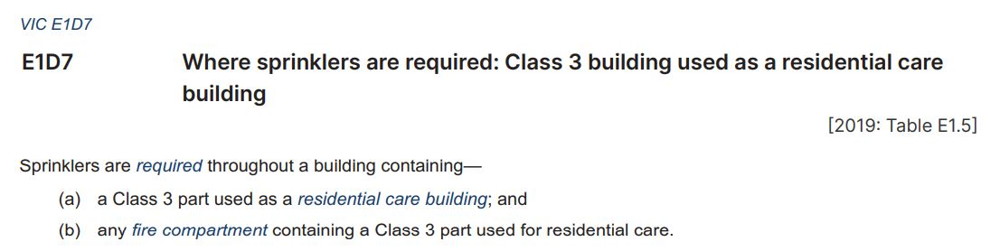 VIC E1D7
E1D7 Where sprinklers are required: Class 3 building used as a residential care
building
[2019: Table E1.5]
Sprinklers are required throughout a building containing—
(a) a Class 3 part used as a residential care building; and
(b) any fire compartment containing a Class 3 part used for residential care.